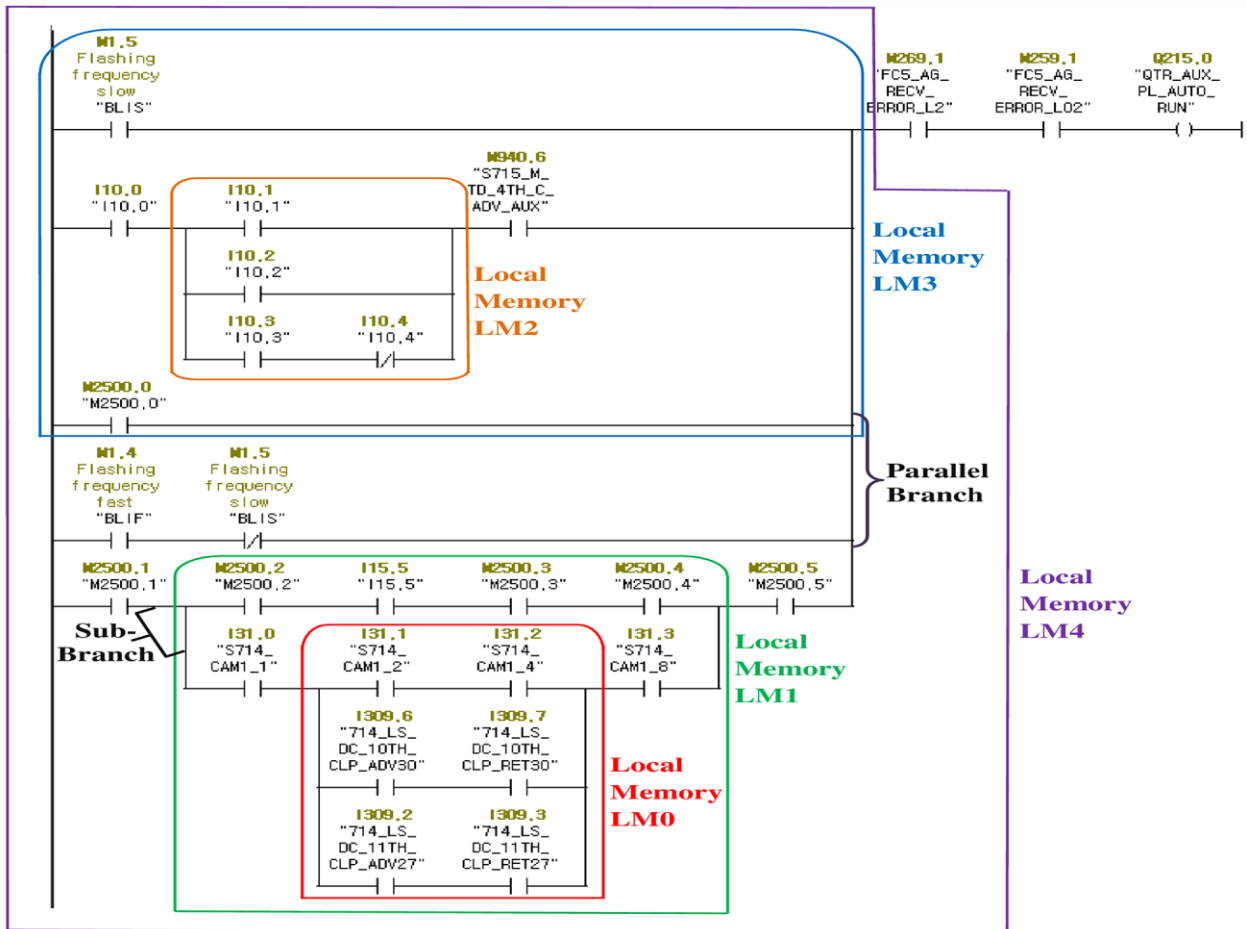 M1.5
Flashing
frequency
slow
"BLIS"
M269.1
"FC5_AG_
RECV_
ERROR_L2"
M259.1
"FC5_AG_
RECV_
ERROR_LO2"
Q215.0
"QTR_AUX_
PL_AUTO_
RUN"
I10.0
"I10.0"
I10.1
"I10.1"
M940.6
"S715_M_
TD_4TH_C_
ADV_AUX"
I10.2
"I10.2"
I10.3
"I10.3"
I10.4
"I10.4"
Local
Memory
LM2
Local
Memory
LM3
M2500.0
"M2500.0"
M1.4
Flashing
frequency
fast
"BLIF"
M1.5
Flashing
frequency
slow
"BLIS"
Parallel
Branch
M2500.1
"M2500.1"
M2500.2
"M2500.2"
I15.5
"I15.5"
M2500.3
"M2500.3"
M2500.4
"M2500.4"
M2500.5
"M2500.5"
Local
Memory
LM4
Sub-
Branch
I31.0
"S714_
CAM1_1"
I31.1
"S714_
CAM1_2"
I31.2
"S714_
CAM1_4"
I31.3
"S714_
CAM1_8"
Local
Memory
LM1
I309.6
"714_LS_
DC_10TH_
CLP_ADV30"
I309.7
"714_LS_
DC_10TH_
CLP_RET30"
Local
Memory
LM0
I309.2
"714_LS_
DC_11TH_
CLP_ADV27"
I309.3
"714_LS_
DC_11TH_
CLP_RET27"